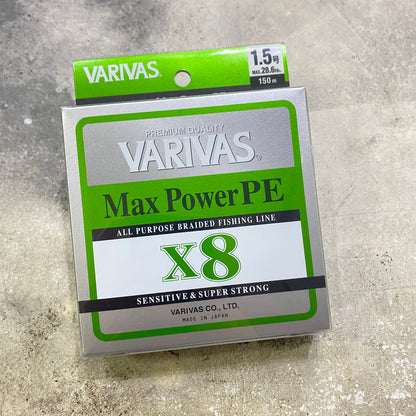 VARIVAS®
1.5号
MAX.28.6lb.
150m
PREMIUM QUALITY
VARIVAS®
Max Power PE
ALL PURPOSE BRAIDED FISHING LINE
X8
SENSITIVE & SUPER STRONG
VARIVAS CO., LTD.
MADE IN JAPAN